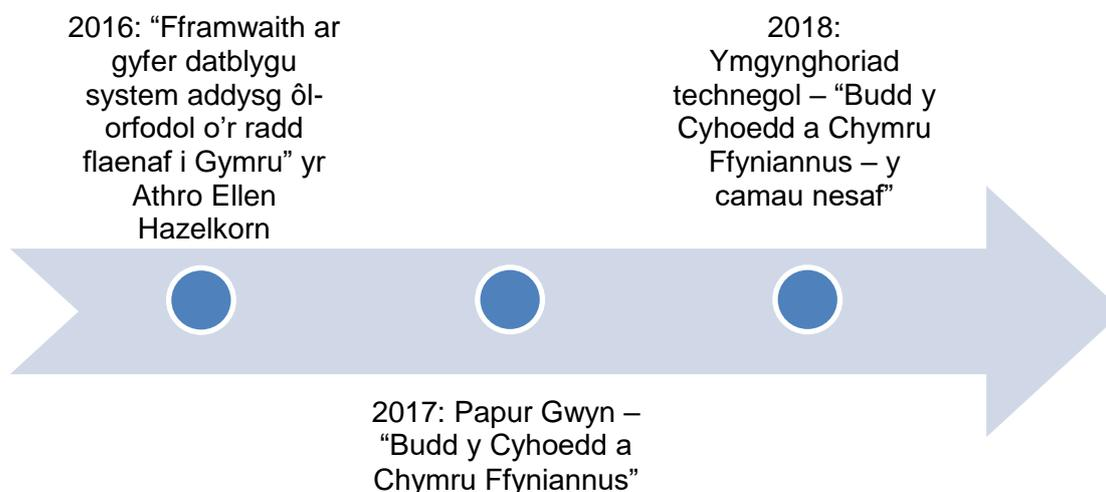 2016: “Fframwaith ar
gyfer datblygu
system addysg ôl-
orfodol o’r radd
flaenaf i Gymru” yr
Athro Ellen
Hazelkorn
2017: Papur Gwyn –
“Budd y Cyhoedd a
Chymru Ffyniannus”
2018:
Ymgynghoriad
technegol – “Budd y
Cyhoedd a Chymru
Ffyniannus – y
camau nesaf”